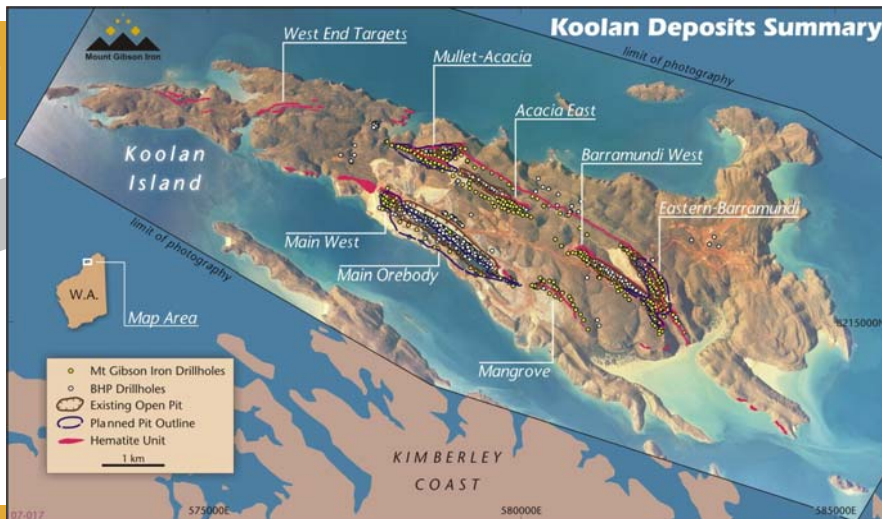 Koolan Deposits Summary
Mount Gibson Iron
limit of photography
West End Targets
Mullet-Acacia
Acacia East
Koolan
Island
Barramundi West
Eastern-Barramundi
limit of photography
Main West
Main Orebody
W.A.
Map Area
8215000N
Mangrove
Mt Gibson Iron Drillholes
BHP Drillholes
Existing Open Pit
Planned Pit Outline
Hematite Unit
1 km
KIMBERLEY
COAST
07-017
575000E
580000E
585000E